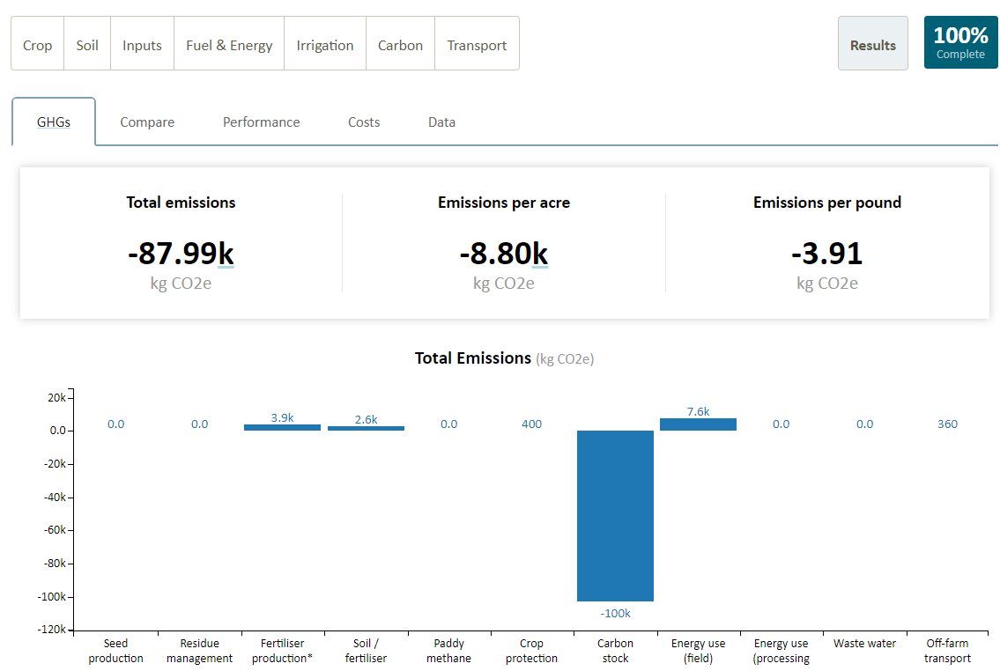 Crop Soil Inputs Fuel & Energy Irrigation Carbon Transport Results 100%
Complete
GHGs Compare Performance Costs Data
Total emissions Emissions per acre Emissions per pound
-87.99k -8.80k -3.91
kg CO2e kg CO2e kg CO2e
Total Emissions (kg CO2e)
20k
0.0
-20k
-40k
-60k
-80k
-100k
-120k
0.0 0.0 3.9k 2.6k 0.0 400 -100k 7.6k 0.0 0.0 360
Seed production
Residue management
Fertiliser production*
Soil / fertiliser
Paddy methane
Crop protection
Carbon stock
Energy use (field)
Energy use (processing
Waste water
Off-farm transport